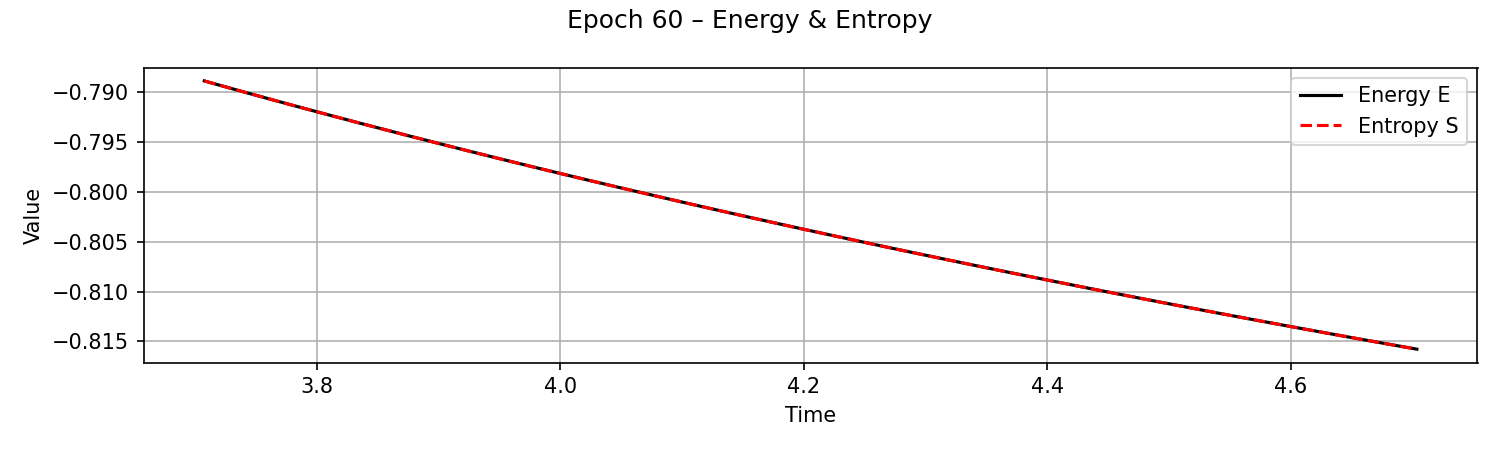 Epoch 60 – Energy & Entropy
−0.790
−0.795
−0.800
−0.805
−0.810
−0.815
Value
Energy E
Entropy S
3.8 4.0 4.2 4.4 4.6
Time